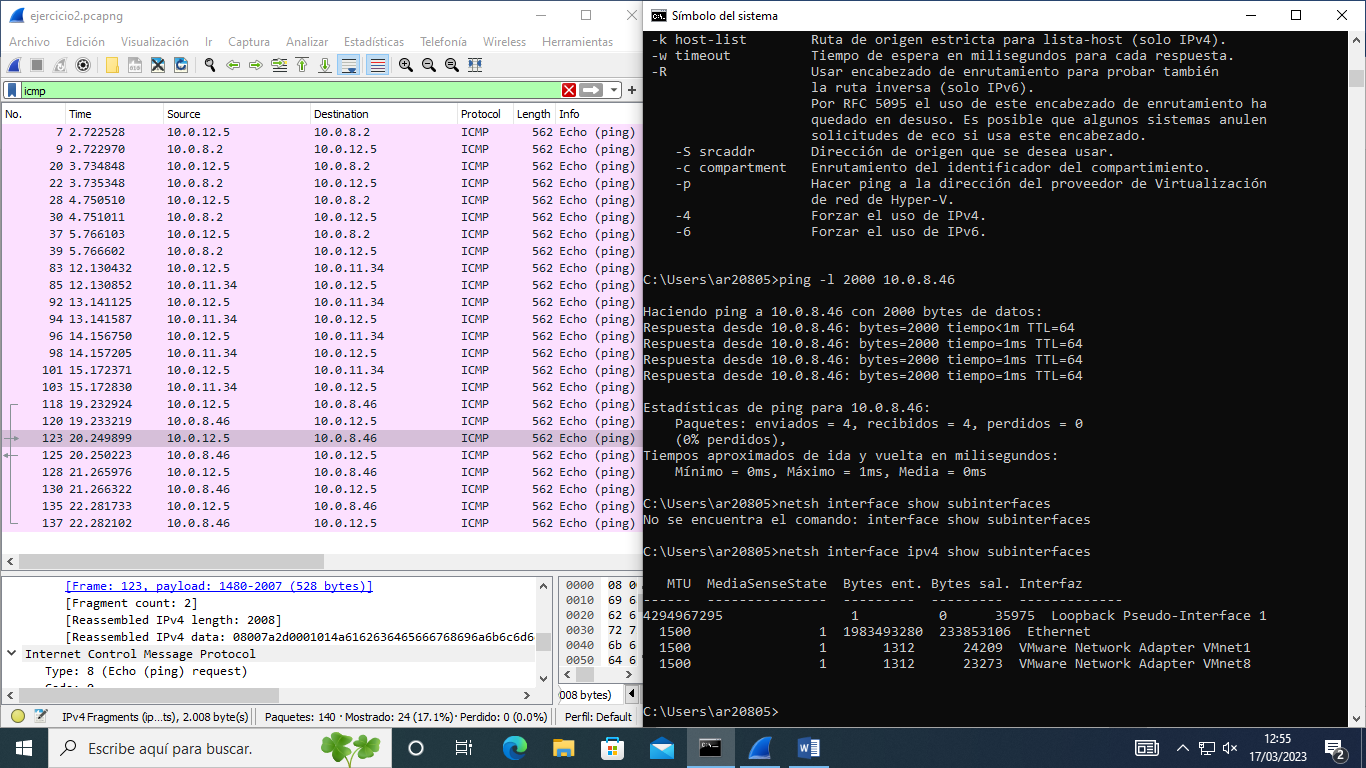 ejercicio2.pcapng
Archivo Edición Visualización Ir Captura Analizar Estadísticas Telefonía Wireless Herramientas
icmp
No. Time Source Destination Protocol Length Info
7 2.722528 10.0.12.5 10.0.8.2 ICMP 562 Echo (ping)
9 2.722970 10.0.8.2 10.0.12.5 ICMP 562 Echo (ping)
20 3.734848 10.0.12.5 10.0.8.2 ICMP 562 Echo (ping)
22 3.735348 10.0.8.2 10.0.12.5 ICMP 562 Echo (ping)
28 4.750510 10.0.12.5 10.0.8.2 ICMP 562 Echo (ping)
30 4.751011 10.0.8.2 10.0.12.5 ICMP 562 Echo (ping)
37 5.766103 10.0.12.5 10.0.8.2 ICMP 562 Echo (ping)
39 5.766602 10.0.8.2 10.0.12.5 ICMP 562 Echo (ping)
83 12.130432 10.0.12.5 10.0.11.34 ICMP 562 Echo (ping)
85 12.130852 10.0.11.34 10.0.12.5 ICMP 562 Echo (ping)
92 13.141125 10.0.12.5 10.0.11.34 ICMP 562 Echo (ping)
94 13.141587 10.0.11.34 10.0.12.5 ICMP 562 Echo (ping)
96 14.156750 10.0.12.5 10.0.11.34 ICMP 562 Echo (ping)
98 14.157205 10.0.11.34 10.0.12.5 ICMP 562 Echo (ping)
101 15.172371 10.0.12.5 10.0.11.34 ICMP 562 Echo (ping)
103 15.172830 10.0.11.34 10.0.12.5 ICMP 562 Echo (ping)
118 19.232924 10.0.12.5 10.0.8.46 ICMP 562 Echo (ping)
120 19.233219 10.0.8.46 10.0.12.5 ICMP 562 Echo (ping)
123 20.249899 10.0.12.5 10.0.8.46 ICMP 562 Echo (ping)
125 20.250223 10.0.8.46 10.0.12.5 ICMP 562 Echo (ping)
128 21.265976 10.0.12.5 10.0.8.46 ICMP 562 Echo (ping)
130 21.266322 10.0.8.46 10.0.12.5 ICMP 562 Echo (ping)
135 22.281733 10.0.12.5 10.0.8.46 ICMP 562 Echo (ping)
137 22.282102 10.0.8.46 10.0.12.5 ICMP 562 Echo (ping)
[Frame: 123, payload: 1480-2007 (528 bytes)]
[Fragment count: 2]
[Reassembled IPv4 length: 2008]
[Reassembled IPv4 data: 08007a2d0001014a6162636465666768696a6b6c6d6
Internet Control Message Protocol
Type: 8 (Echo (ping) request)
0000 08 0
0010 69 6
0020 62 6
0030 72 7
0040 6b 6
0050 64 6
008 bytes)
IPv4 Fragments (ip...ts), 2.008 byte(s) Paquetes: 140 · Mostrado: 24 (17.1%) · Perdido: 0 (0.0%) Perfil: Default
Símbolo del sistema
-k host-list Ruta de origen estricta para lista-host (solo IPv4).
-w timeout Tiempo de espera en milisegundos para cada respuesta.
-R Usar encabezado de enrutamiento para probar también
la ruta inversa (solo IPv6).
Por RFC 5095 el uso de este encabezado de enrutamiento ha
quedado en desuso. Es posible que algunos sistemas anulen
solicitudes de eco si usa este encabezado.
-S srcaddr Dirección de origen que se desea usar.
-c compartment Enrutamiento del identificador del compartimiento.
-p Hacer ping a la dirección del proveedor de Virtualización
de red de Hyper-V.
-4 Forzar el uso de IPv4.
-6 Forzar el uso de IPv6.
C:\Users\ar20805>ping -l 2000 10.0.8.46
Haciendo ping a 10.0.8.46 con 2000 bytes de datos:
Respuesta desde 10.0.8.46: bytes=2000 tiempo<1m TTL=64
Respuesta desde 10.0.8.46: bytes=2000 tiempo=1ms TTL=64
Respuesta desde 10.0.8.46: bytes=2000 tiempo=1ms TTL=64
Respuesta desde 10.0.8.46: bytes=2000 tiempo=1ms TTL=64
Estadísticas de ping para 10.0.8.46:
Paquetes: enviados = 4, recibidos = 4, perdidos = 0
(0% perdidos),
Tiempos aproximados de ida y vuelta en milisegundos:
Mínimo = 0ms, Máximo = 1ms, Media = 0ms
C:\Users\ar20805>netsh interface show subinterfaces
No se encuentra el comando: interface show subinterfaces
C:\Users\ar20805>netsh interface ipv4 show subinterfaces
MTU MediaSenseState Bytes ent. Bytes sal. Interfaz
------ --------------- --------- --------- -------------
4294967295 1 0 35975 Loopback Pseudo-Interface 1
1500 1 1983493280 233853106 Ethernet
1500 1 1312 24209 VMware Network Adapter VMnet1
1500 1 1312 23273 VMware Network Adapter VMnet8
C:\Users\ar20805>
Escribe aquí para buscar.
12:55
17/03/2023
2